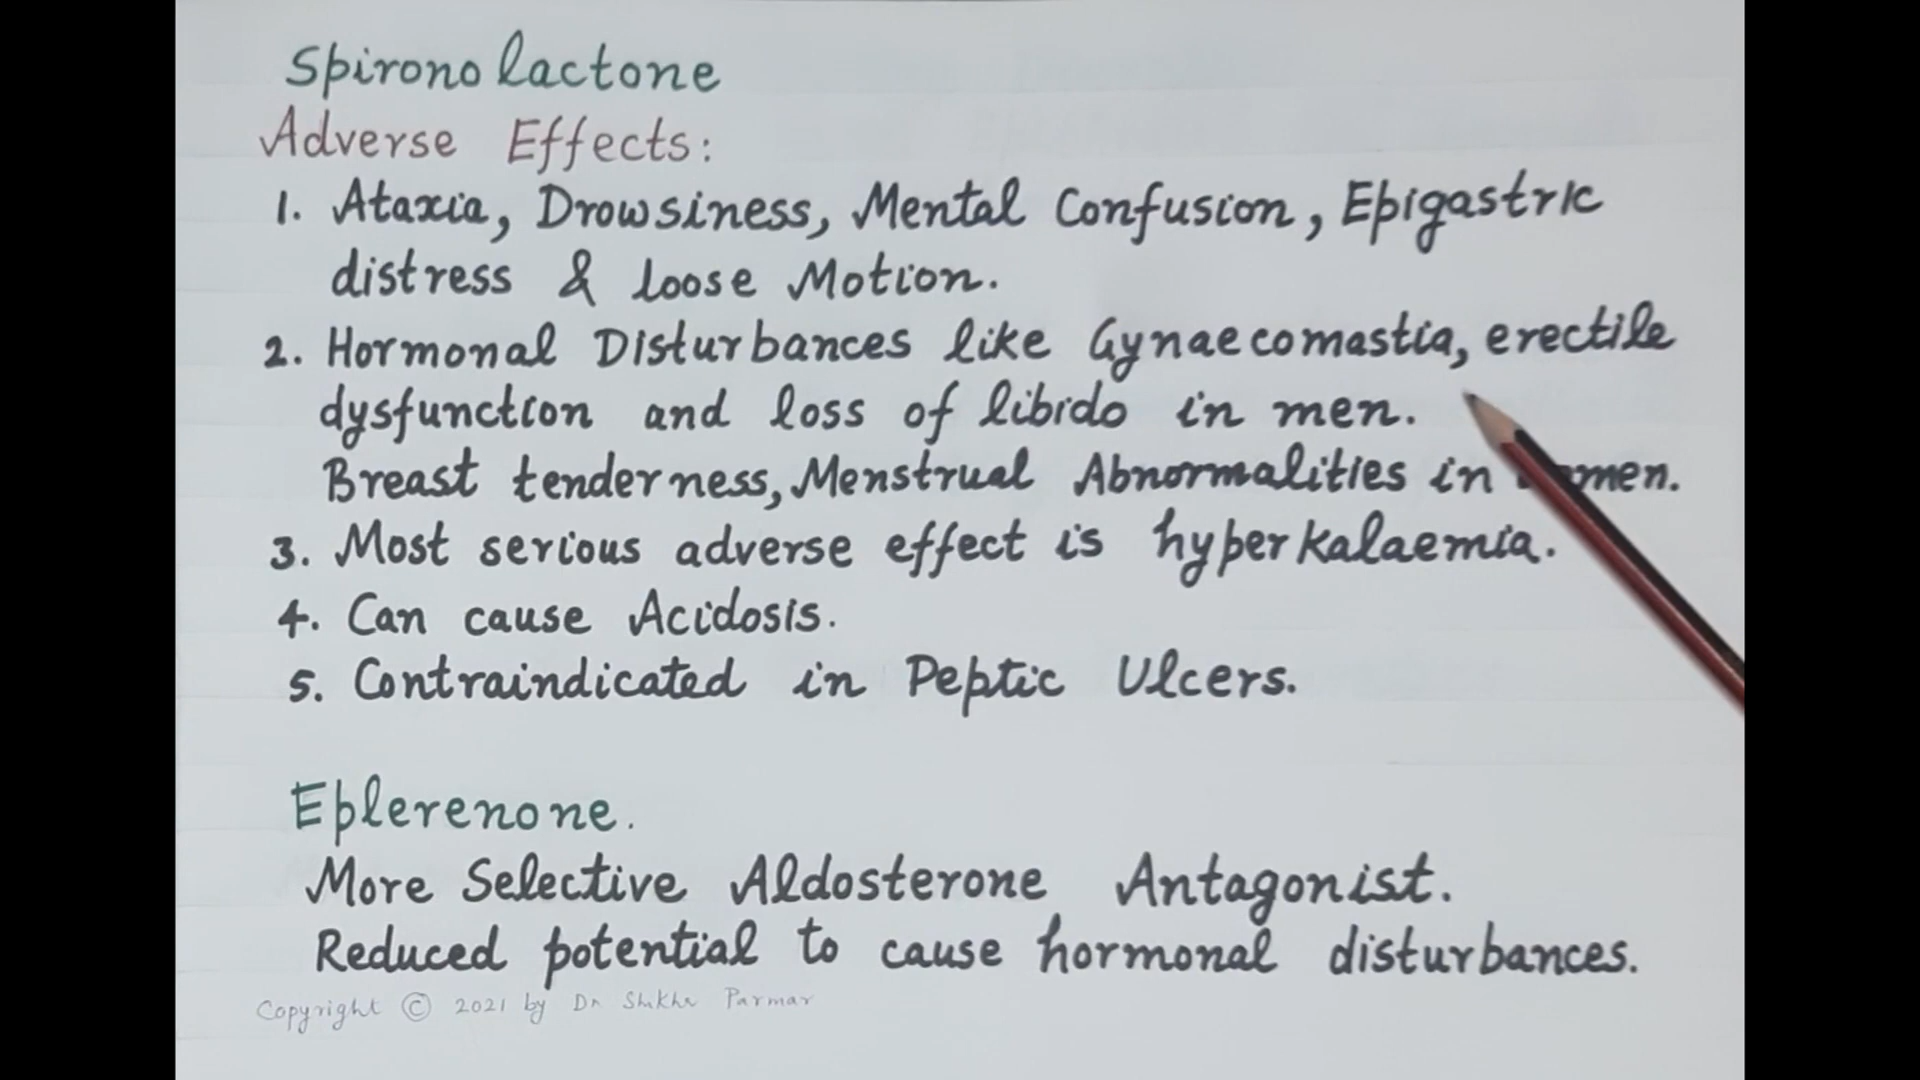 Spironolactone
Adverse Effects:
1. Ataxia, Drowsiness, Mental Confusion, Epigastric
distress & loose Motion.
2. Hormonal Disturbances like Gynaecomastia, erectile
dysfunction and loss of libido in men.
Breast tenderness, Menstrual Abnormalities in women.
3. Most serious adverse effect is hyperkalaemia.
4. Can cause Acidosis.
5. Contraindicated in Peptic Ulcers.
Eplerenone.
More Selective Aldosterone Antagonist.
Reduced potential to cause hormonal disturbances.
Copyright © 2021 by Dr Shikha Parmar